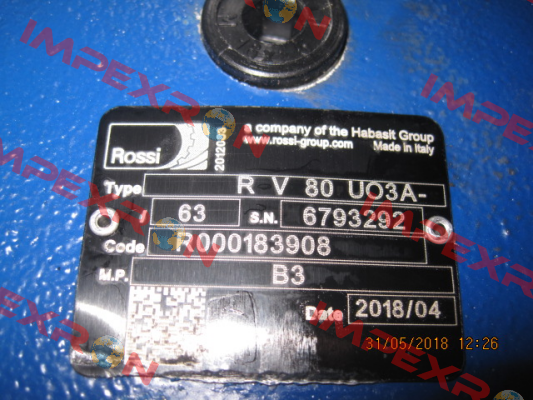 Rossi
2012053
a company of the Habasit Group
www.rossi-group.com
Made in Italy
Type R V 80 UO3A-
i 63 S.N. 6793292
Code R000183908
M.P. B3
Date 2018/04
31/05/2018 12:26
IMPEXRON
IMPEXRON
IMPEXRON
IMPEXRON
IMPEXRON